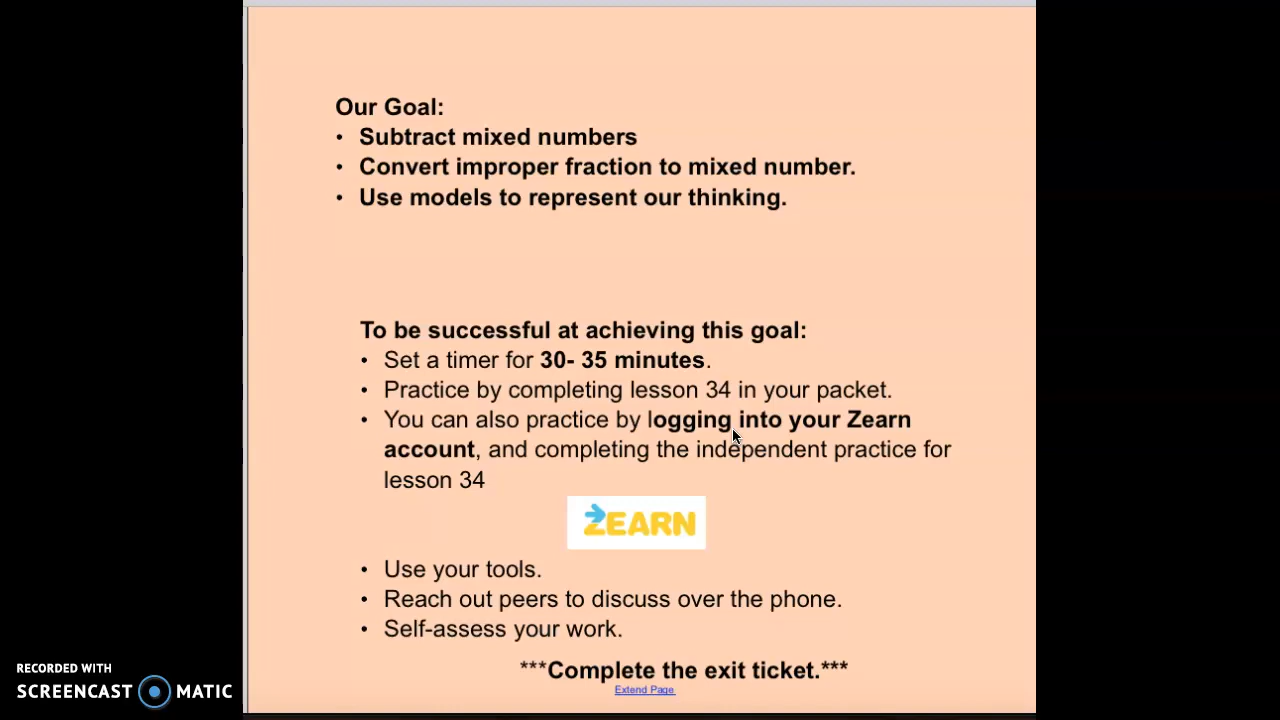 Our Goal:
• Subtract mixed numbers
• Convert improper fraction to mixed number.
• Use models to represent our thinking.
To be successful at achieving this goal:
• Set a timer for 30- 35 minutes.
• Practice by completing lesson 34 in your packet.
• You can also practice by logging into your Zearn
account, and completing the independent practice for
lesson 34
ZEARN
• Use your tools.
• Reach out peers to discuss over the phone.
• Self-assess your work.
***Complete the exit ticket.***
Extend Page
RECORDED WITH
SCREENCAST MATIC